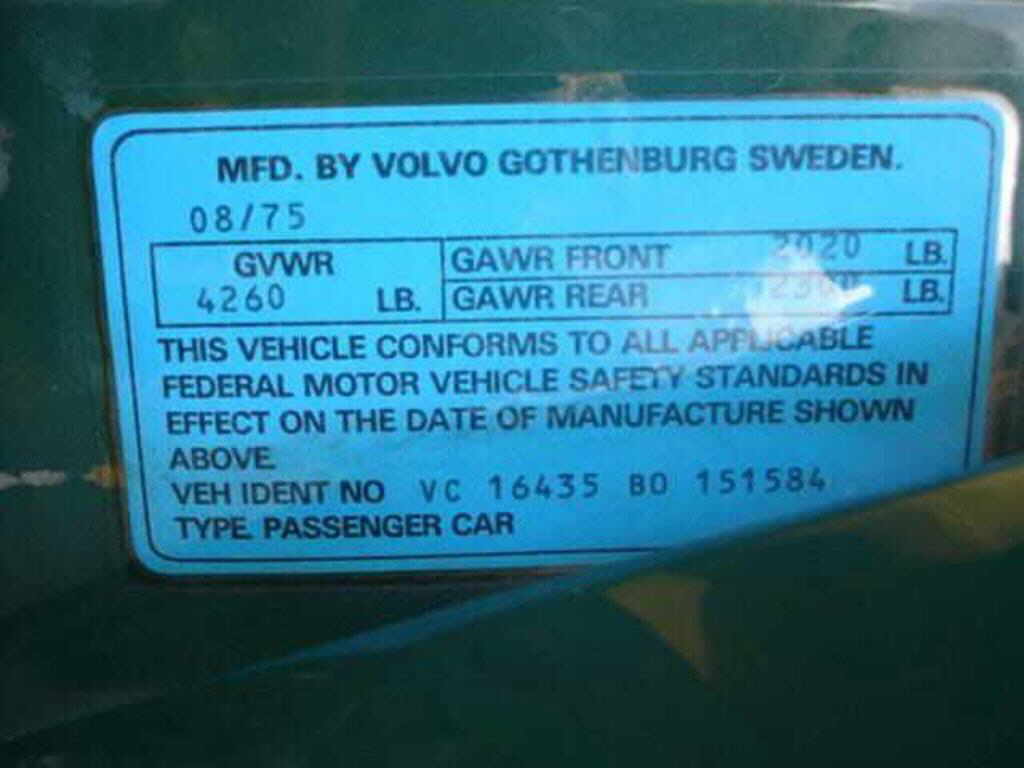 MFD. BY VOLVO GOTHENBURG SWEDEN.
08/75
GVWR
4260 LB.
GAWR FRONT 2020 LB.
GAWR REAR LB.
THIS VEHICLE CONFORMS TO ALL APPLICABLE
FEDERAL MOTOR VEHICLE SAFETY STANDARDS IN
EFFECT ON THE DATE OF MANUFACTURE SHOWN
ABOVE.
VEH IDENT NO VC 16435 BO 151584
TYPE. PASSENGER CAR